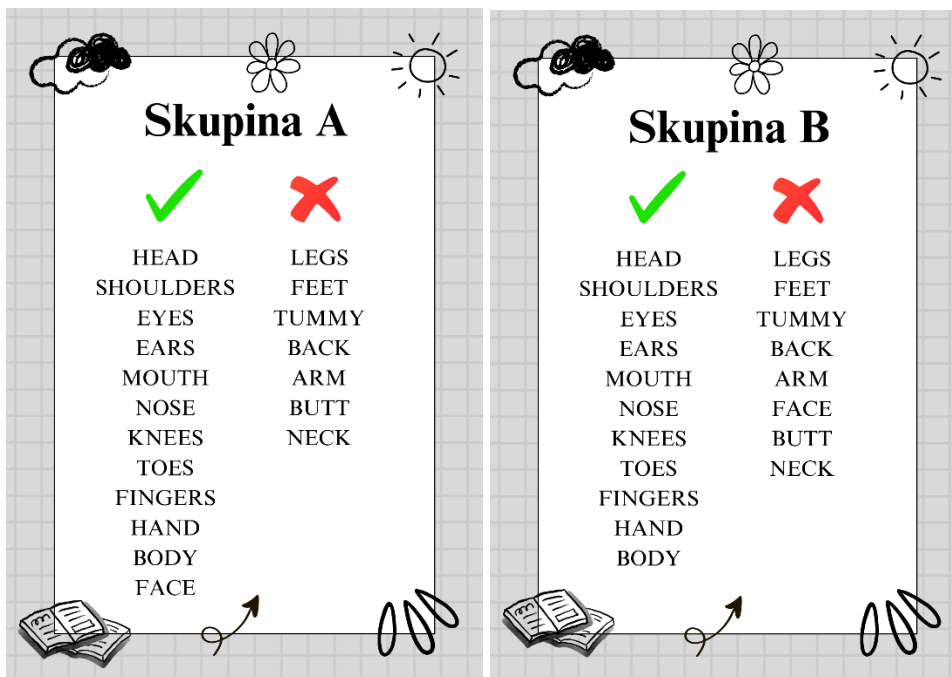 Skupina A
HEAD
SHOULDERS
EYES
EARS
MOUTH
NOSE
KNEES
TOES
FINGERS
HAND
BODY
FACE
LEGS
FEET
TUMMY
BACK
ARM
BUTT
NECK
Skupina B
HEAD
SHOULDERS
EYES
EARS
MOUTH
NOSE
KNEES
TOES
FINGERS
HAND
BODY
LEGS
FEET
TUMMY
BACK
ARM
FACE
BUTT
NECK